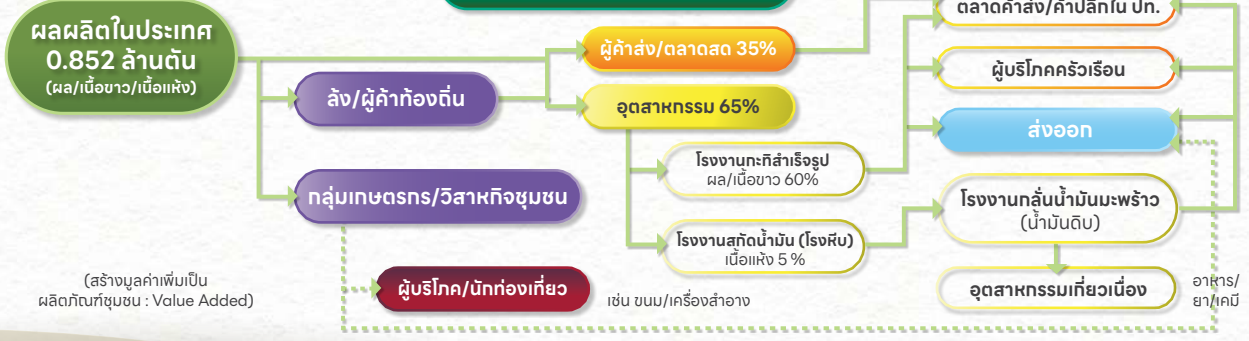 ผลผลิตในประเทศ
0.852 ล้านตัน
(ผล/เนื้อขาว/เนื้อแห้ง)
ล้ง/ผู้ค้าท้องถิ่น
กลุ่มเกษตรกร/วิสาหกิจชุมชน
(สร้างมูลค่าเพิ่มเป็น
ผลิตภัณฑ์ชุมชน : Value Added)
ผู้บริโภค/นักท่องเที่ยว
เช่น ขนม/เครื่องสำอาง
ผู้ค้าส่ง/ตลาดสด 35%
อุตสาหกรรม 65%
โรงงานกะทิสำเร็จรูป
ผล/เนื้อขาว 60%
โรงงานสกัดน้ำมัน (โรงหีบ)
เนื้อแห้ง 5 %
ตลาดค้าส่ง/ค้าปลีกใน ปท.
ผู้บริโภคครัวเรือน
ส่งออก
โรงงานกลั่นน้ำมันมะพร้าว
(น้ำมันดิบ)
อุตสาหกรรมเกี่ยวเนื่อง
อาหาร/
ยา/เคมี